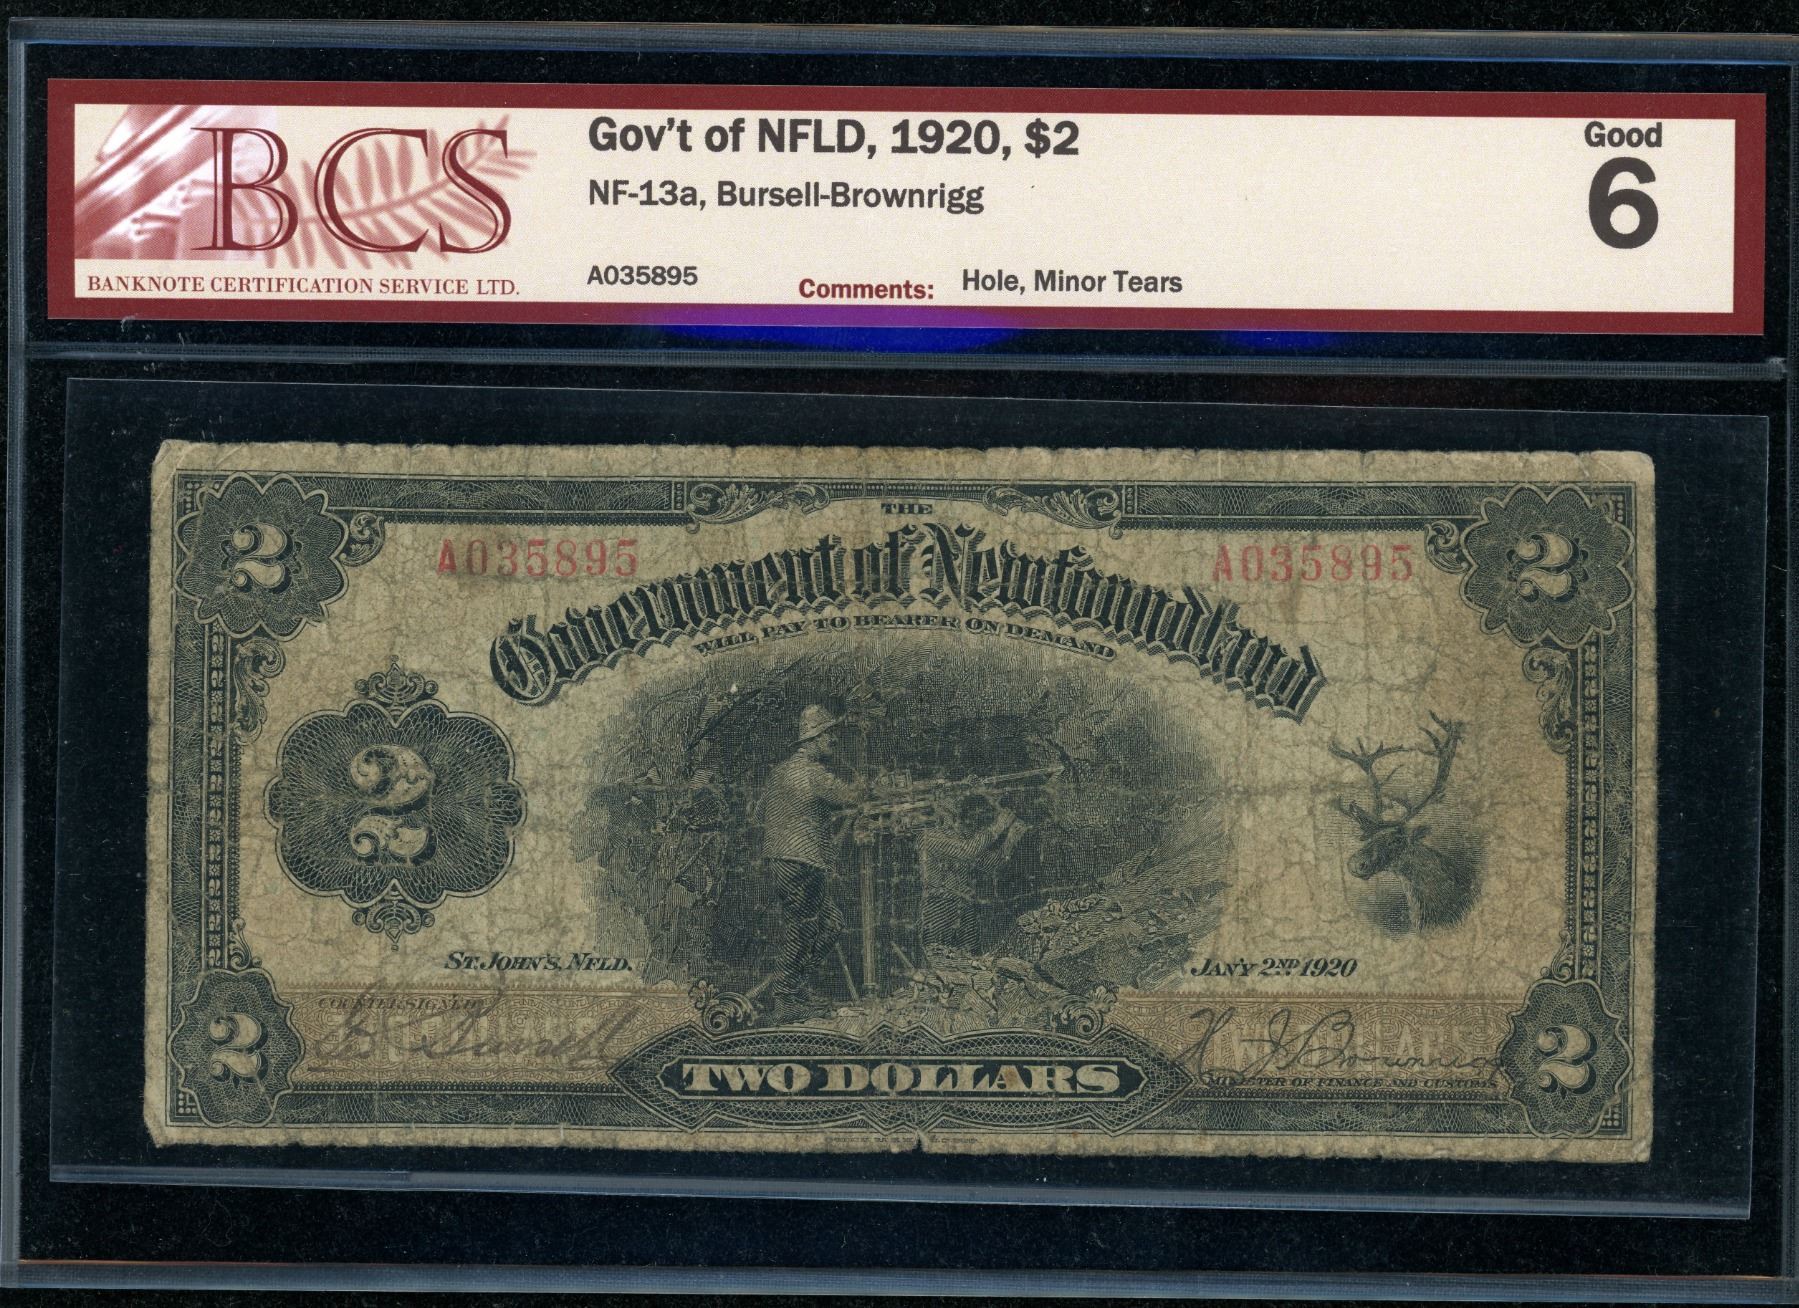 BCS
BANKNOTE CERTIFICATION SERVICE LTD.
Gov't of NFLD, 1920, $2
NF-13a, Bursell-Brownrigg
A035895
Comments: Hole, Minor Tears
Good
6
2
2
THE
A035895
A035895
Government of Newfoundland
WILL PAY TO BEARER ON DEMAND
2
ST. JOHN'S, NFLD.
JAN'Y 2ND 1920
COUNTERSIGNED
H J Brownrigg
MINISTER OF FINANCE AND CUSTOMS
2
TWO DOLLARS
2